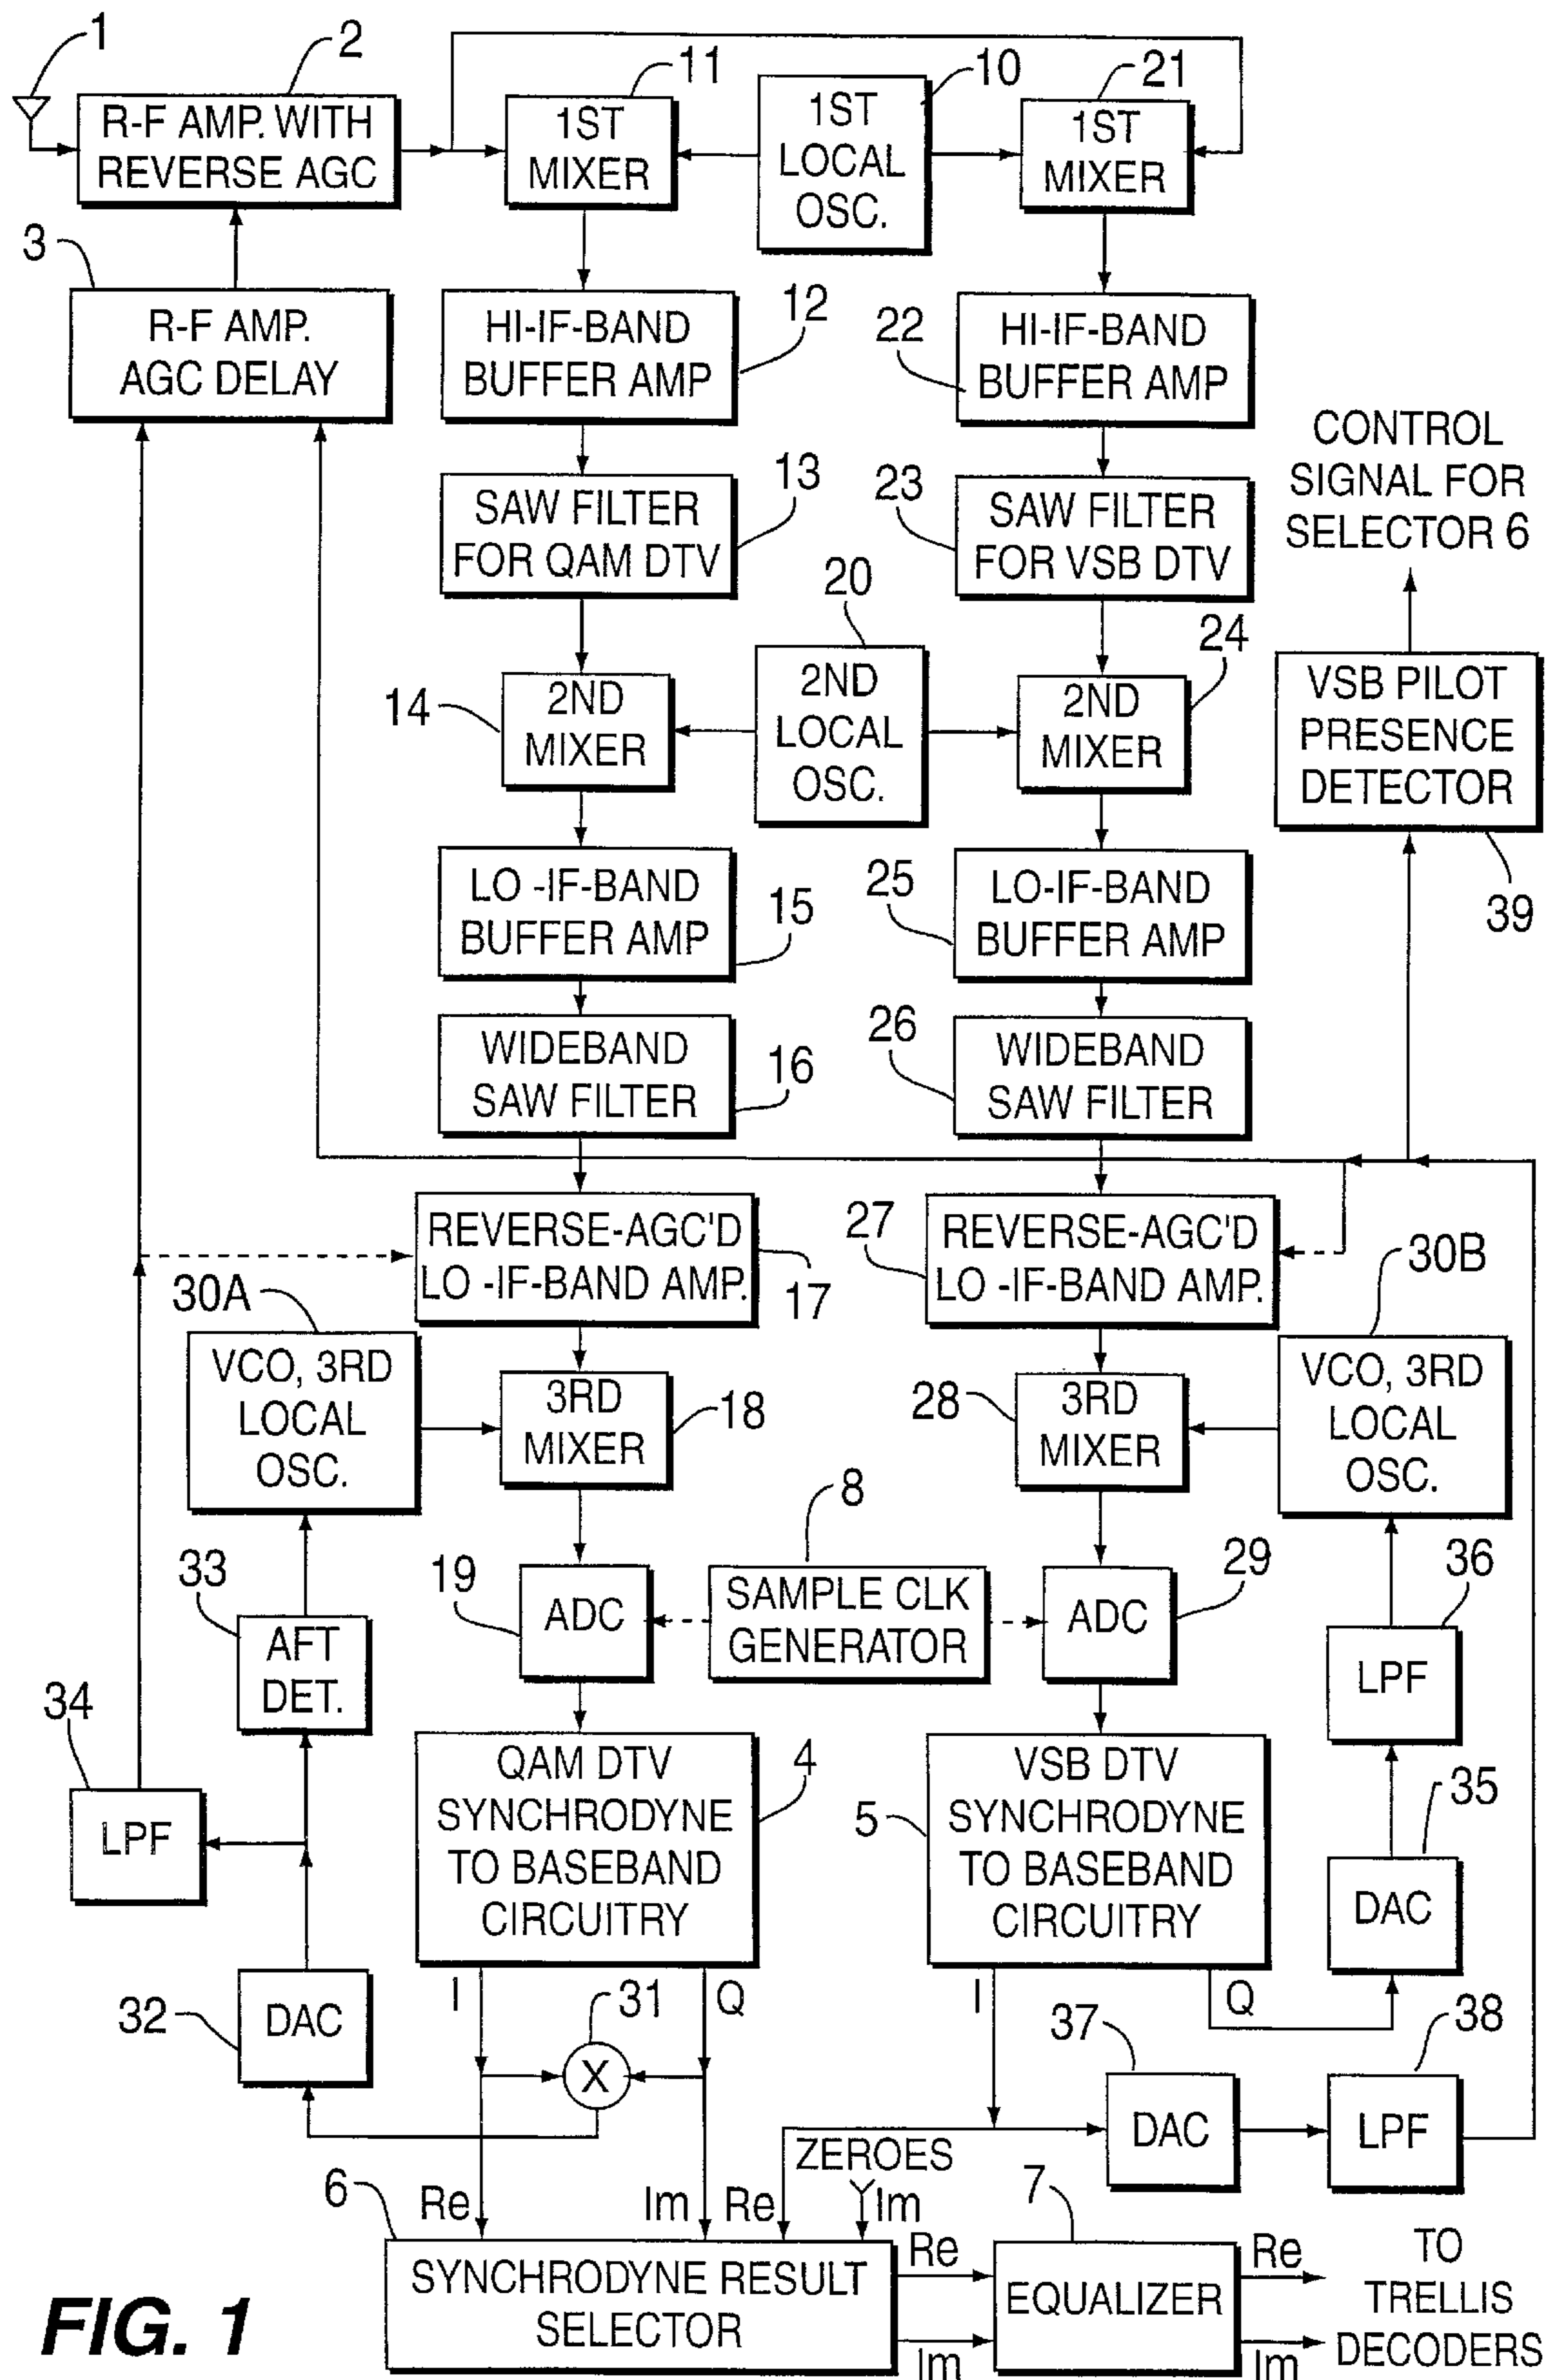 1
2
R-F AMP. WITH
REVERSE AGC
11
1ST
MIXER
10
1ST
LOCAL
OSC.
21
1ST
MIXER
3
R-F AMP.
AGC DELAY
HI-IF-BAND
BUFFER AMP
12
22
HI-IF-BAND
BUFFER AMP
CONTROL
SIGNAL FOR
SELECTOR 6
SAW FILTER
FOR QAM DTV
13
23
SAW FILTER
FOR VSB DTV
20
14
2ND
MIXER
2ND
LOCAL
OSC.
2ND
MIXER
24
VSB PILOT
PRESENCE
DETECTOR
39
LO -IF-BAND
BUFFER AMP
15
25
LO-IF-BAND
BUFFER AMP
WIDEBAND
SAW FILTER
16
26
WIDEBAND
SAW FILTER
REVERSE-AGC'D
LO -IF-BAND AMP.
17
27
REVERSE-AGC'D
LO -IF-BAND AMP.
30A
VCO, 3RD
LOCAL
OSC.
3RD
MIXER
18
28
3RD
MIXER
30B
VCO, 3RD
LOCAL
OSC.
33
AFT
DET.
19
ADC
8
SAMPLE CLK
GENERATOR
ADC
29
36
LPF
34
LPF
QAM DTV
SYNCHRODYNE
TO BASEBAND
CIRCUITRY
4
5
VSB DTV
SYNCHRODYNE
TO BASEBAND
CIRCUITRY
35
DAC
32
DAC
I
31
X
Q
I
Q
37
DAC
38
LPF
ZEROES
6
Re
Im
Re
Im
7
SYNCHRODYNE RESULT
SELECTOR
Re
Im
EQUALIZER
Re
Im
TO
TRELLIS
DECODERS
FIG. 1